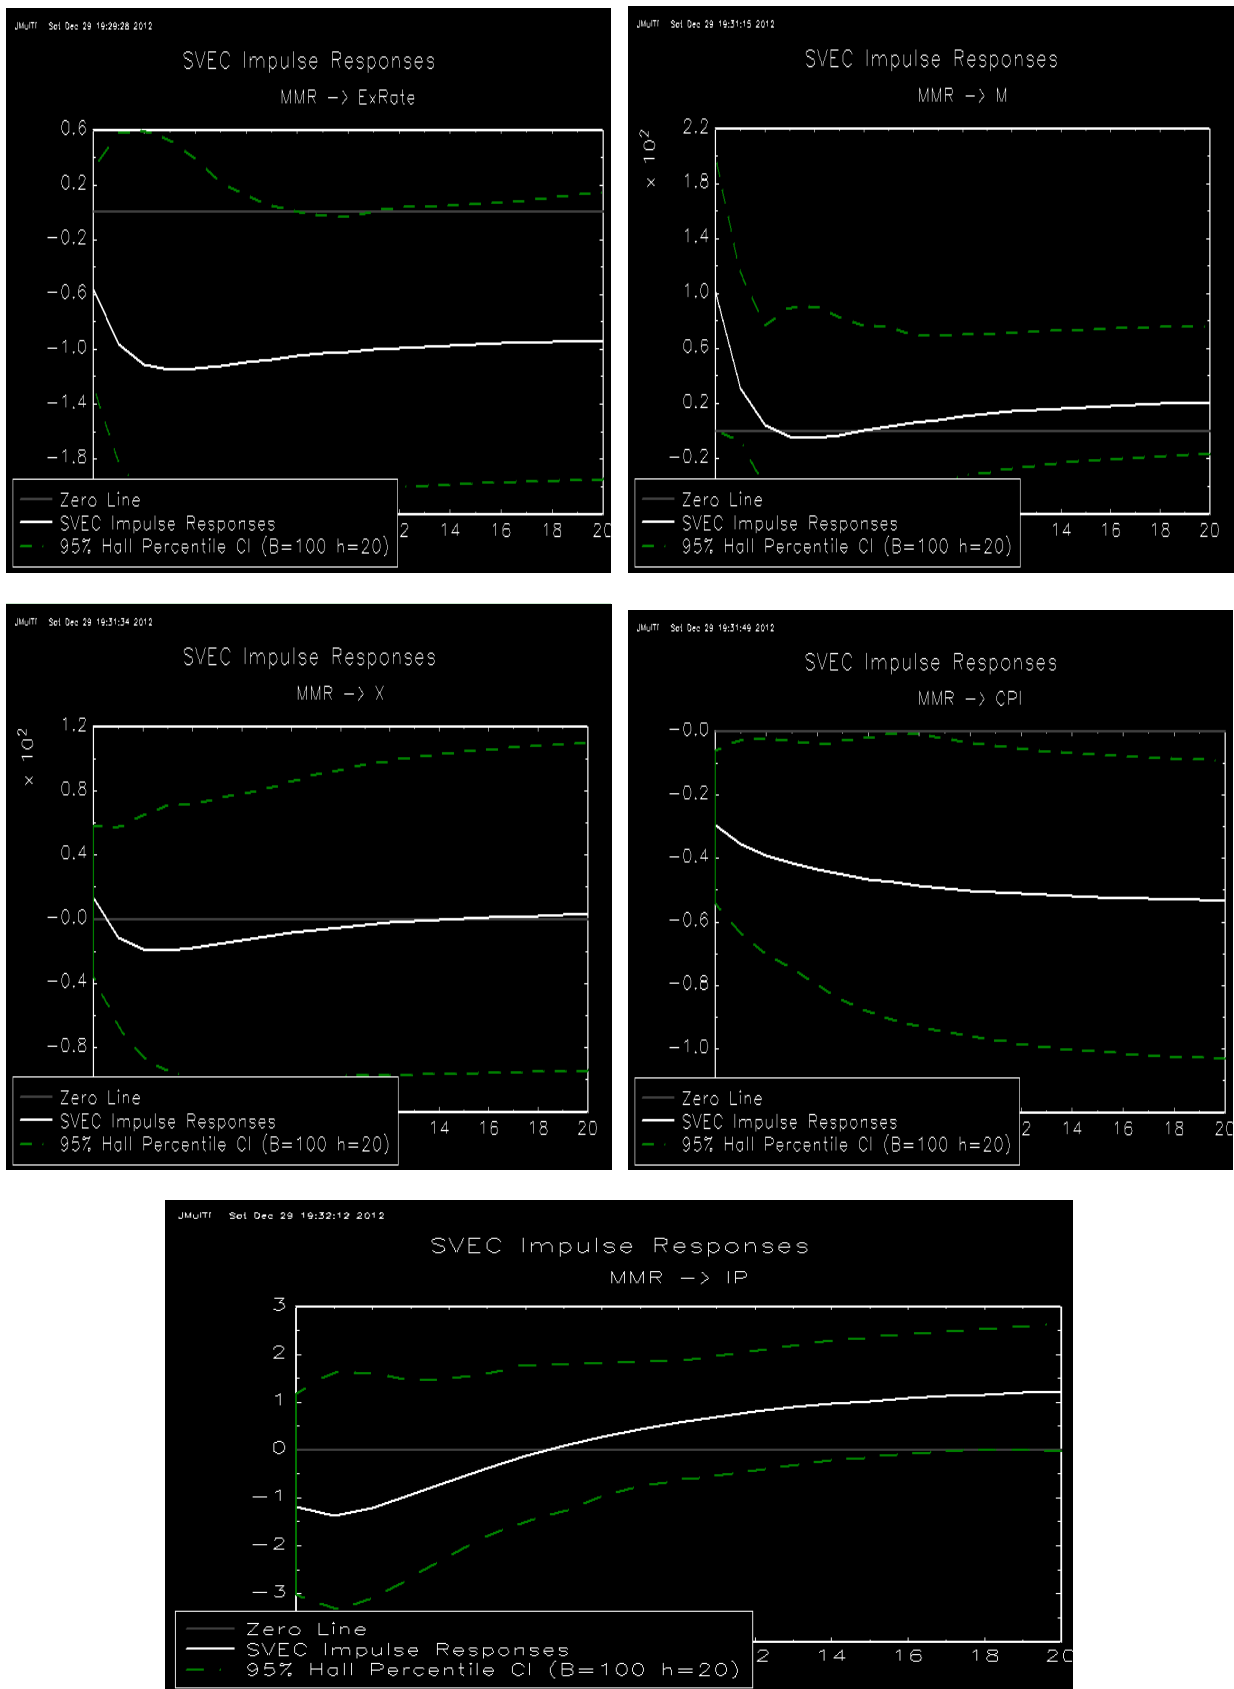 JMulTi Sat Dec 29 19:29:28 2012
SVEC Impulse Responses
MMR -> ExRate
0.6
0.2
-0.2
-0.6
-1.0
-1.4
-1.8
Zero Line
SVEC Impulse Responses
95% Hall Percentile CI (B=100 h=20)
12 14 16 18 20
JMulTi Sat Dec 29 19:31:15 2012
SVEC Impulse Responses
MMR -> M
× 10²
2.2
1.8
1.4
1.0
0.6
0.2
-0.2
Zero Line
SVEC Impulse Responses
95% Hall Percentile CI (B=100 h=20)
14 16 18 20
JMulTi Sat Dec 29 19:31:34 2012
SVEC Impulse Responses
MMR -> X
× 10²
1.2
0.8
0.4
-0.0
-0.4
-0.8
Zero Line
SVEC Impulse Responses
95% Hall Percentile CI (B=100 h=20)
14 16 18 20
JMulTi Sat Dec 29 19:31:49 2012
SVEC Impulse Responses
MMR -> CPI
-0.0
-0.2
-0.4
-0.6
-0.8
-1.0
Zero Line
SVEC Impulse Responses
95% Hall Percentile CI (B=100 h=20)
2 14 16 18 20
JMulTi Sat Dec 29 19:32:12 2012
SVEC Impulse Responses
MMR -> IP
3
2
1
0
-1
-2
-3
Zero Line
SVEC Impulse Responses
95% Hall Percentile CI (B=100 h=20)
2 14 16 18 20